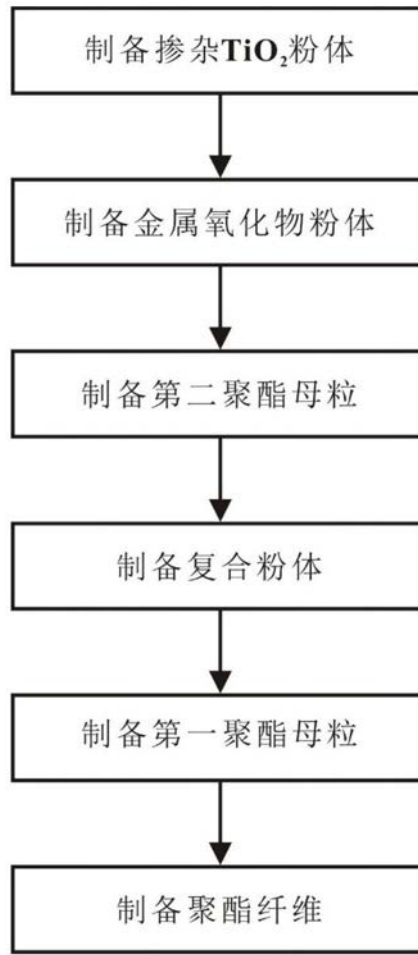 制备掺杂TiO₂粉体
制备金属氧化物粉体
制备第二聚酯母粒
制备复合粉体
制备第一聚酯母粒
制备聚酯纤维